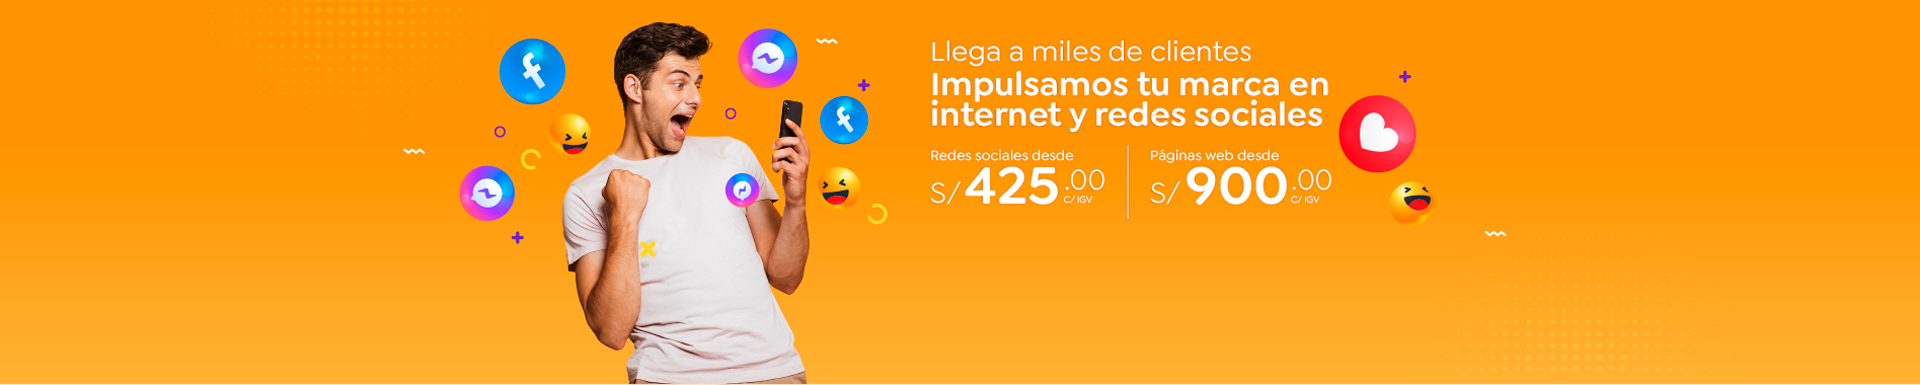 Llega a miles de clientes
Impulsamos tu marca en
internet y redes sociales
Redes sociales desde
S/ 425.00
C/ IGV
Páginas web desde
S/ 900.00
C/ IGV